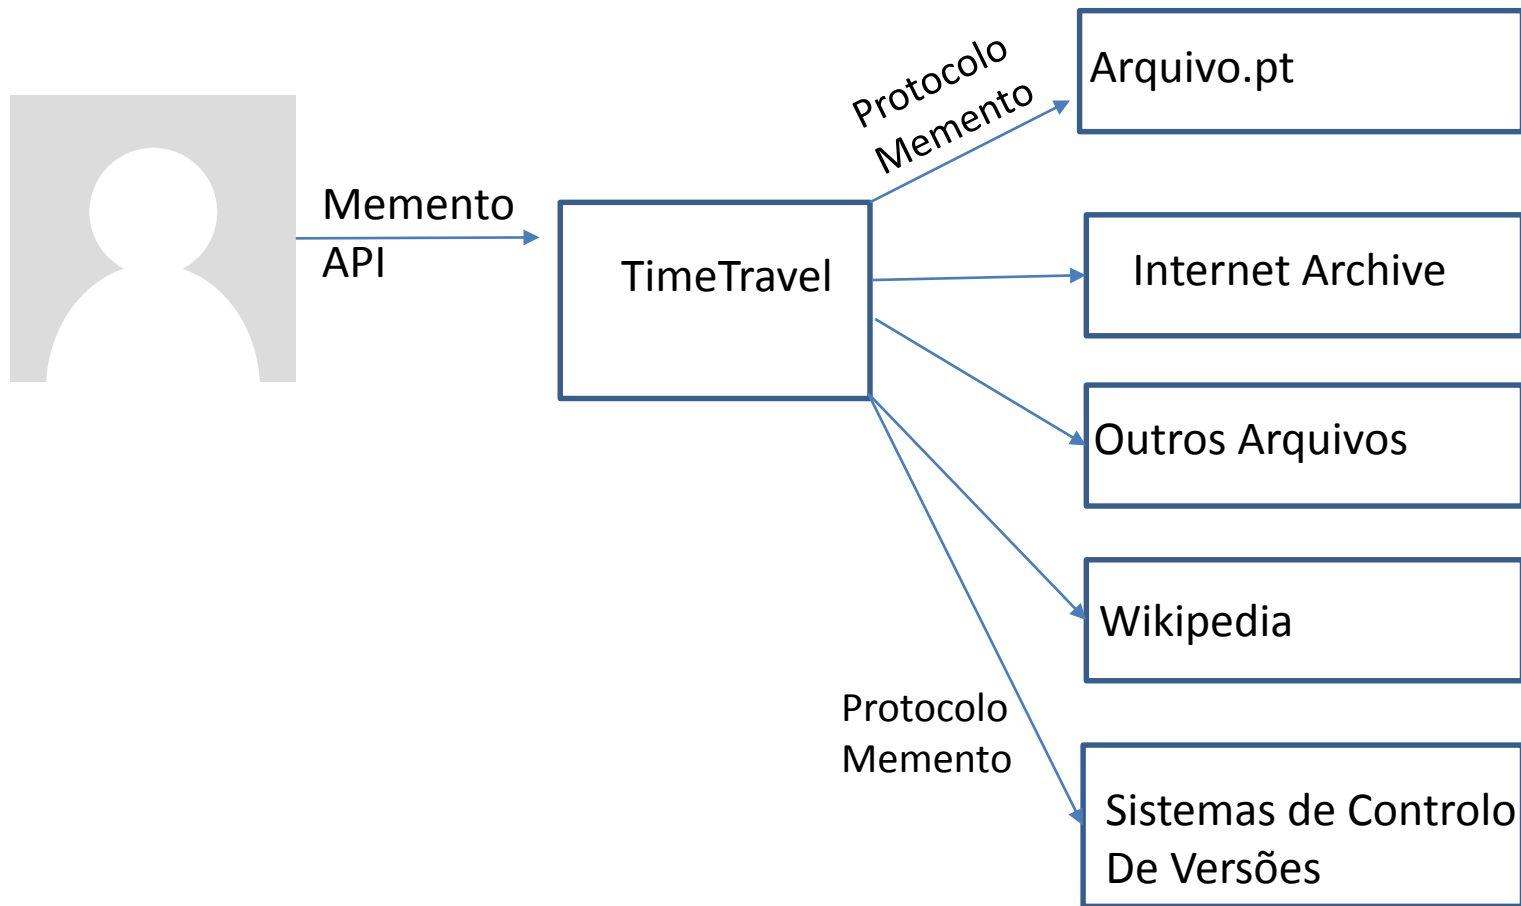 Memento
API
TimeTravel
Protocolo
Memento
Arquivo.pt
Internet Archive
Outros Arquivos
Wikipedia
Protocolo
Memento
Sistemas de Controlo
De Versões